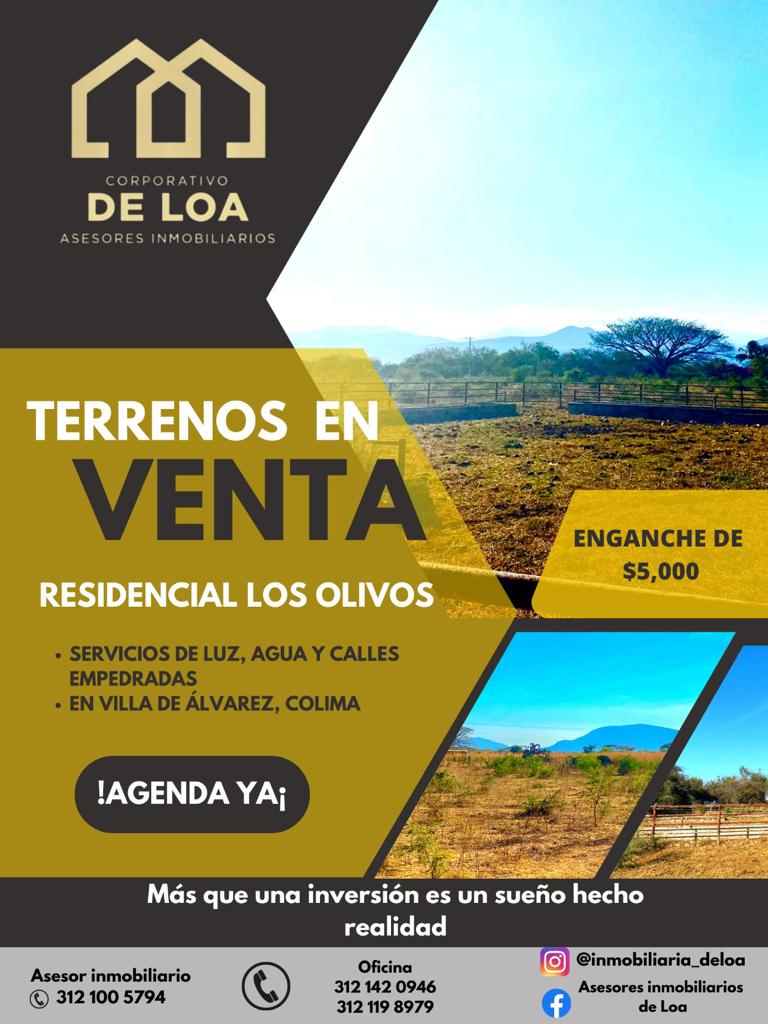 CORPORATIVO
DE LOA
ASESORES INMOBILIARIOS
TERRENOS EN
VENTA
ENGANCHE DE
$5,000
RESIDENCIAL LOS OLIVOS
• SERVICIOS DE LUZ, AGUA Y CALLES
EMPEDRADAS
• EN VILLA DE ÁLVAREZ, COLIMA
!AGENDA YA¡
Más que una inversión es un sueño hecho
realidad
Asesor inmobiliario
312 100 5794
Oficina
312 142 0946
312 119 8979
@inmobiliaria_deloa
Asesores inmobiliarios
de Loa